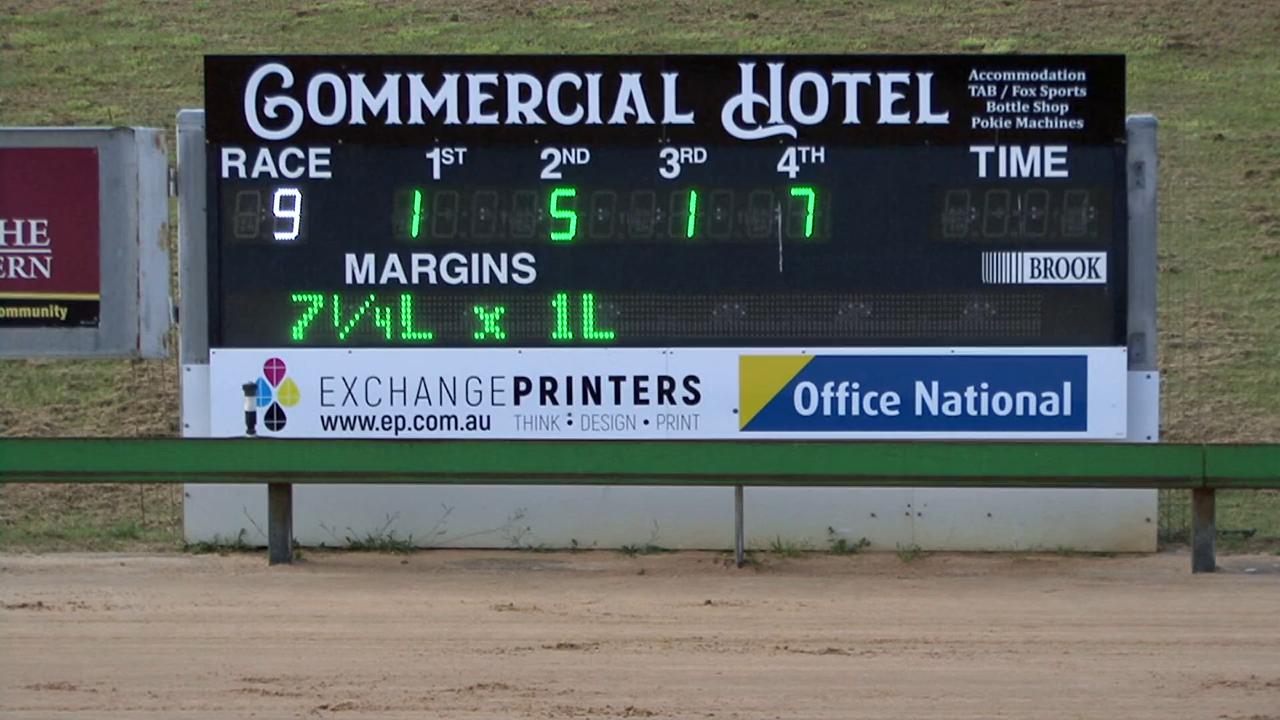 COMMERCIAL HOTEL
Accommodation
TAB / Fox Sports
Bottle Shop
Pokie Machines
RACE 1ST 2ND 3RD 4TH TIME
9 1 5 1 7
MARGINS
BROOK
7¼L x 1L
HE
ERN
ommunity
EXCHANGEPRINTERS
www.ep.com.au THINK : DESIGN • PRINT
Office National